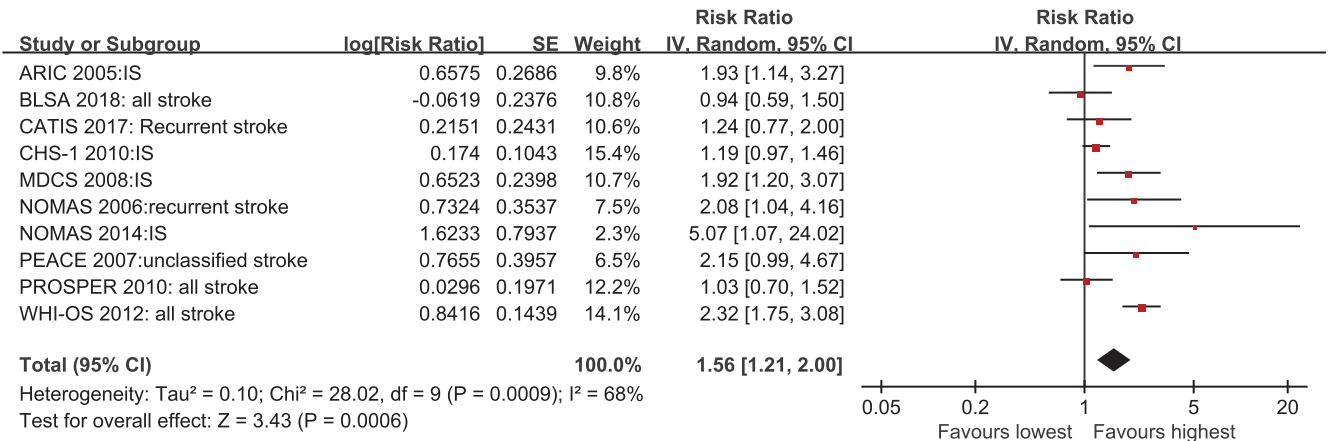 Risk Ratio Risk Ratio
Study or Subgroup log[Risk Ratio] SE Weight IV, Random, 95% CI IV, Random, 95% CI
ARIC 2005:IS 0.6575 0.2686 9.8% 1.93 [1.14, 3.27]
BLSA 2018: all stroke -0.0619 0.2376 10.8% 0.94 [0.59, 1.50]
CATIS 2017: Recurrent stroke 0.2151 0.2431 10.6% 1.24 [0.77, 2.00]
CHS-1 2010:IS 0.174 0.1043 15.4% 1.19 [0.97, 1.46]
MDCS 2008:IS 0.6523 0.2398 10.7% 1.92 [1.20, 3.07]
NOMAS 2006:recurrent stroke 0.7324 0.3537 7.5% 2.08 [1.04, 4.16]
NOMAS 2014:IS 1.6233 0.7937 2.3% 5.07 [1.07, 24.02]
PEACE 2007:unclassified stroke 0.7655 0.3957 6.5% 2.15 [0.99, 4.67]
PROSPER 2010: all stroke 0.0296 0.1971 12.2% 1.03 [0.70, 1.52]
WHI-OS 2012: all stroke 0.8416 0.1439 14.1% 2.32 [1.75, 3.08]
Total (95% CI) 100.0% 1.56 [1.21, 2.00]
Heterogeneity: Tau² = 0.10; Chi² = 28.02, df = 9 (P = 0.0009); I² = 68%
Test for overall effect: Z = 3.43 (P = 0.0006)
0.05 0.2 1 5 20
Favours lowest Favours highest